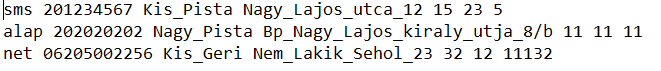 sms 201234567 Kis_Pista Nagy_Lajos_utca_12 15 23 5
alap 202020202 Nagy_Pista Bp_Nagy_Lajos_kiraly_utja_8/b 11 11 11
net 06205002256 Kis_Geri Nem_Lakik_Sehol_23 32 12 11132